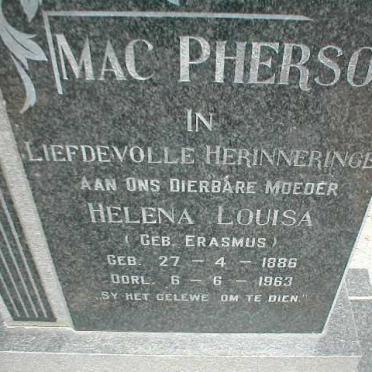 MAC PHERSO
IN
LIEFDEVOLLE HERINNERINGE
AAN ONS DIERBÁRE MOEDER
HELENA LOUISA
( GEB. ERASMUS )
GEB. 27 - 4 - 1886
OORL. 6 - 6 - 1963
„SY HET GELEWE OM TE DIEN."